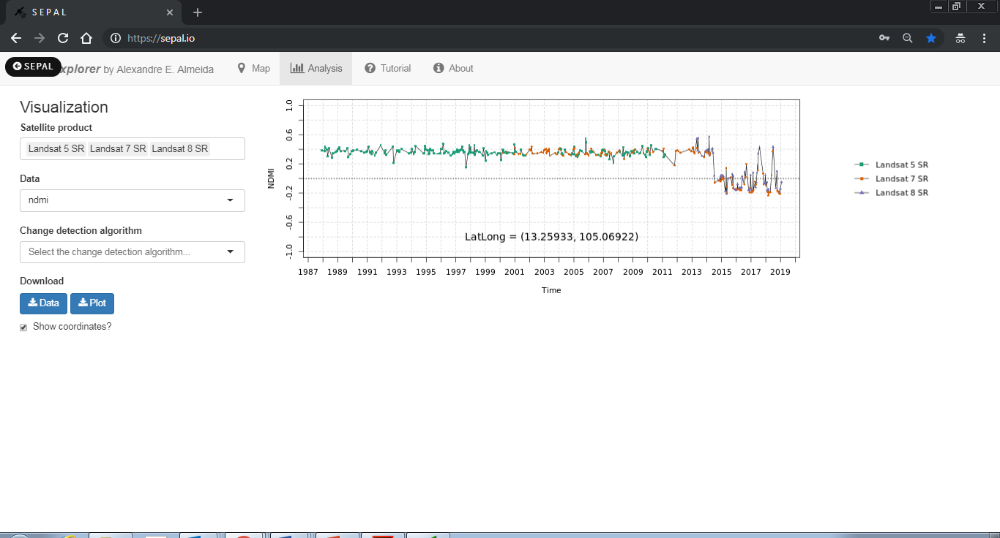 SEPAL
https://sepal.io
SEPAL xplorer by Alexandre E. Almeida Map Analysis Tutorial About
Visualization
Satellite product
Landsat 5 SR Landsat 7 SR Landsat 8 SR
Data
ndmi
Change detection algorithm
Select the change detection algorithm...
Download
Data Plot
Show coordinates?
NDMI
1.0
0.6
0.2
-0.2
-0.6
-1.0
LatLong = (13.25933, 105.06922)
1987 1989 1991 1993 1995 1997 1999 2001 2003 2005 2007 2009 2011 2013 2015 2017 2019
Time
Landsat 5 SR
Landsat 7 SR
Landsat 8 SR